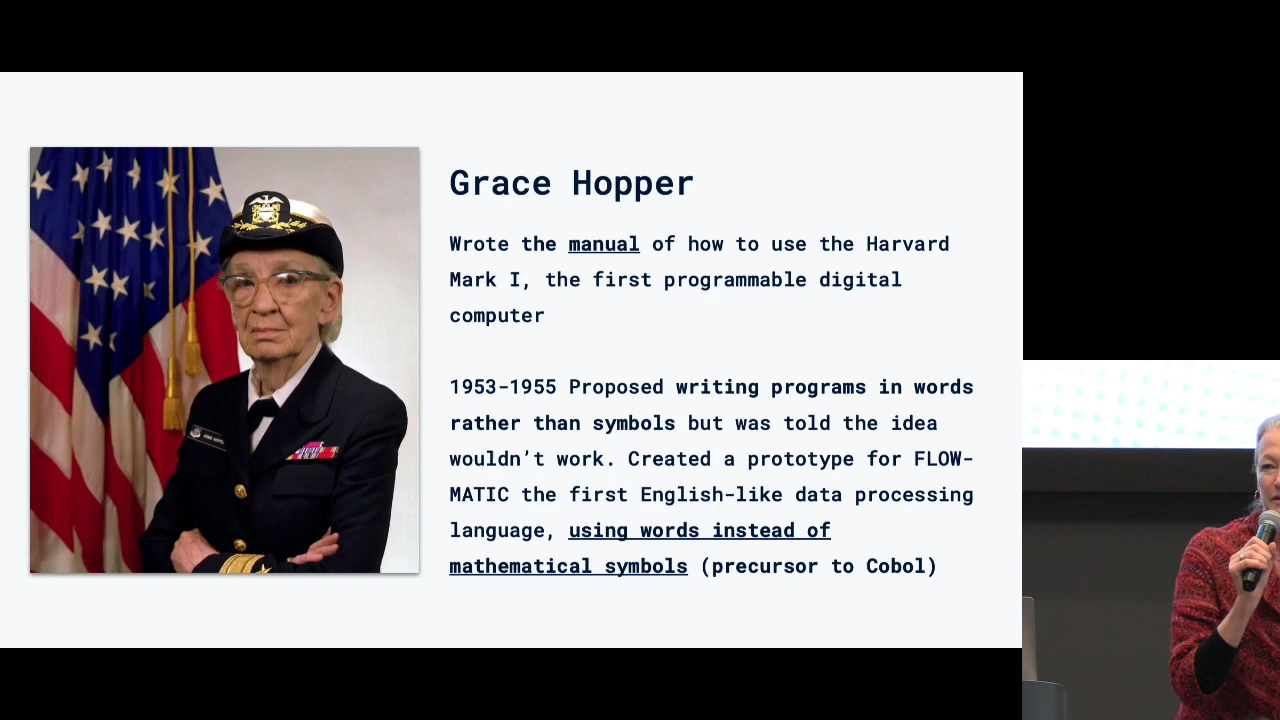 Grace Hopper
Wrote the manual of how to use the Harvard
Mark I, the first programmable digital
computer
1953-1955 Proposed writing programs in words
rather than symbols but was told the idea
wouldn’t work. Created a prototype for FLOW-
MATIC the first English-like data processing
language, using words instead of
mathematical symbols (precursor to Cobol)